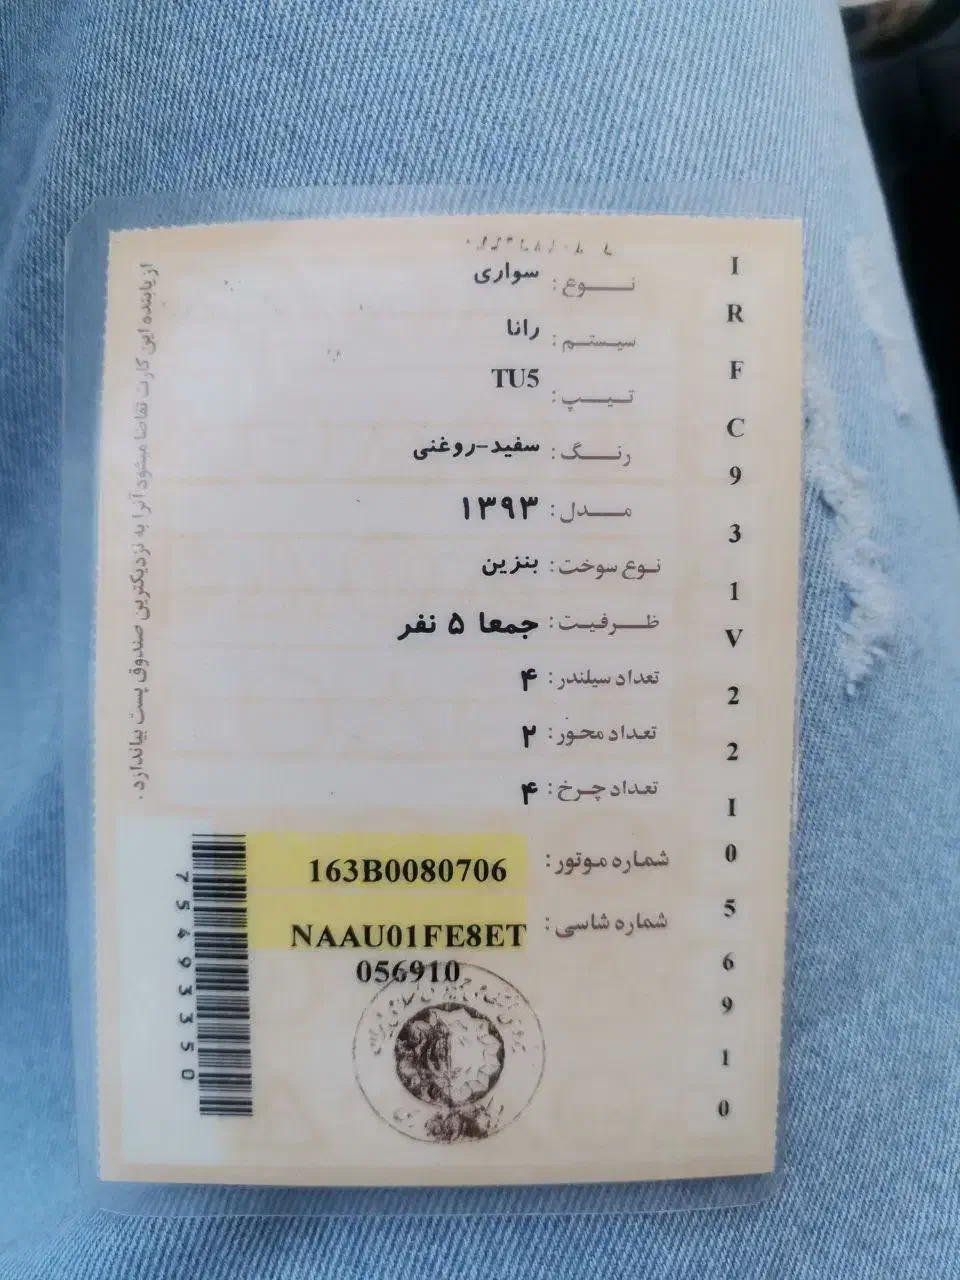 نوع: سواری
سیستم: رانا
تیپ: TU5
رنگ: سفید-روغنی
مدل: ۱۳۹۳
نوع سوخت: بنزین
ظرفیت: جمعا ۵ نفر
تعداد سیلندر: ۴
تعداد محور: ۲
تعداد چرخ: ۴
شماره موتور: 163B0080706
شماره شاسی: NAAU01FE8ET
056910
IRFC931V22I056910
از یابنده این کارت تقاضا میشود آنرا به نزدیکترین صندوق پست بیاندازد.
75493350